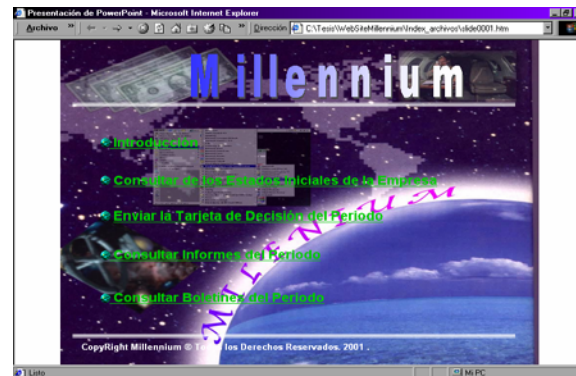 Presentación de PowerPoint - Microsoft Internet Explorer
Archivo » Dirección C:\Tesis\WebSiteMillennium\Index_archivos\slide0001.htm
Millennium
Introducción
Consultar de los Estados Iniciales de la Empresa
Enviar la Tarjeta de Decisión del Periodo
Consultar Informes del Periodo
Consultar Boletines del Periodo
MILENIUM
CopyRight Millennium © Todos los Derechos Reservados. 2001 .
Listo Mi PC